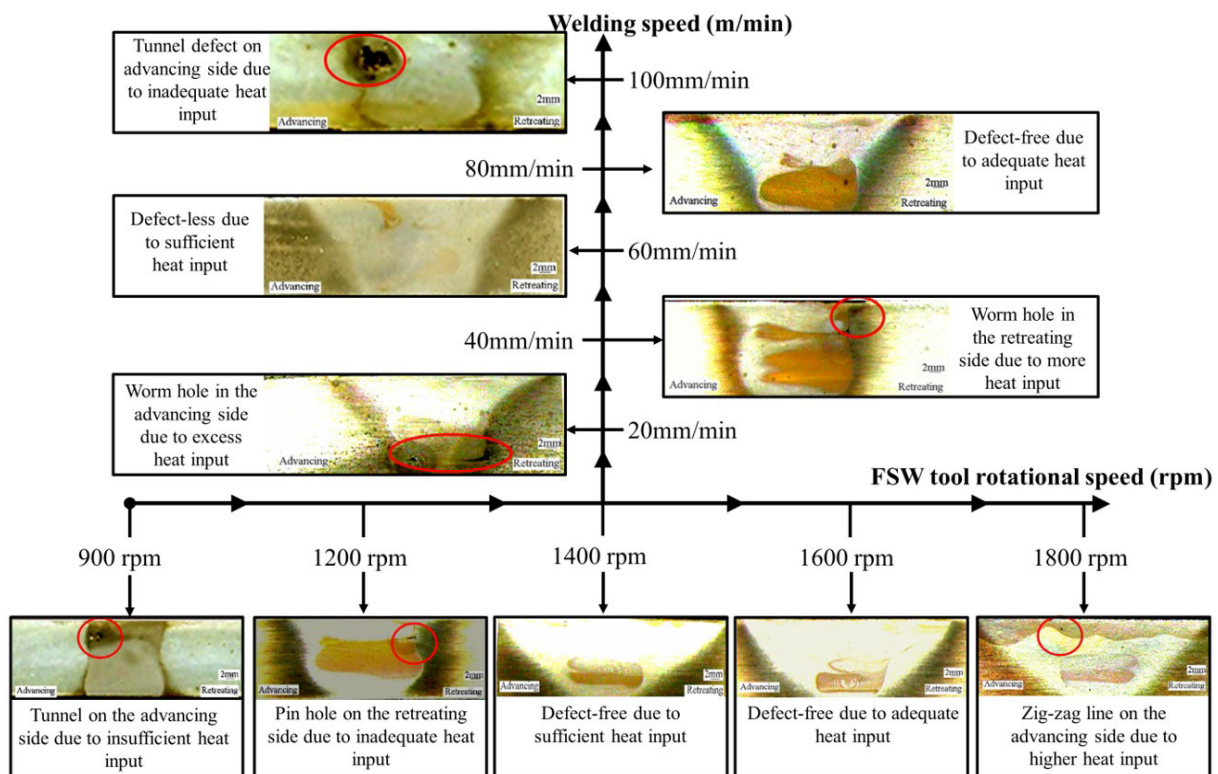 Welding speed (m/min)
Tunnel defect on
advancing side due
to inadequate heat
input
Advancing
2mm
Retreating
100mm/min
80mm/min
Advancing
2mm
Retreating
Defect-free due
to adequate heat
input
Defect-less due
to sufficient
heat input
Advancing
2mm
Retreating
60mm/min
40mm/min
Advancing
2mm
Retreating
Worm hole in
the retreating
side due to more
heat input
Worm hole in the
advancing side
due to excess
heat input
Advancing
2mm
Retreating
20mm/min
FSW tool rotational speed (rpm)
900 rpm
1200 rpm
1400 rpm
1600 rpm
1800 rpm
Advancing
2mm
Retreating
Tunnel on the advancing
side due to insufficient heat
input
Advancing
2mm
Retreating
Pin hole on the retreating
side due to inadequate heat
input
Advancing
2mm
Retreating
Defect-free due to
sufficient heat input
Advancing
2mm
Retreating
Defect-free due to adequate
heat input
Advancing
2mm
Retreating
Zig-zag line on the
advancing side due to
higher heat input